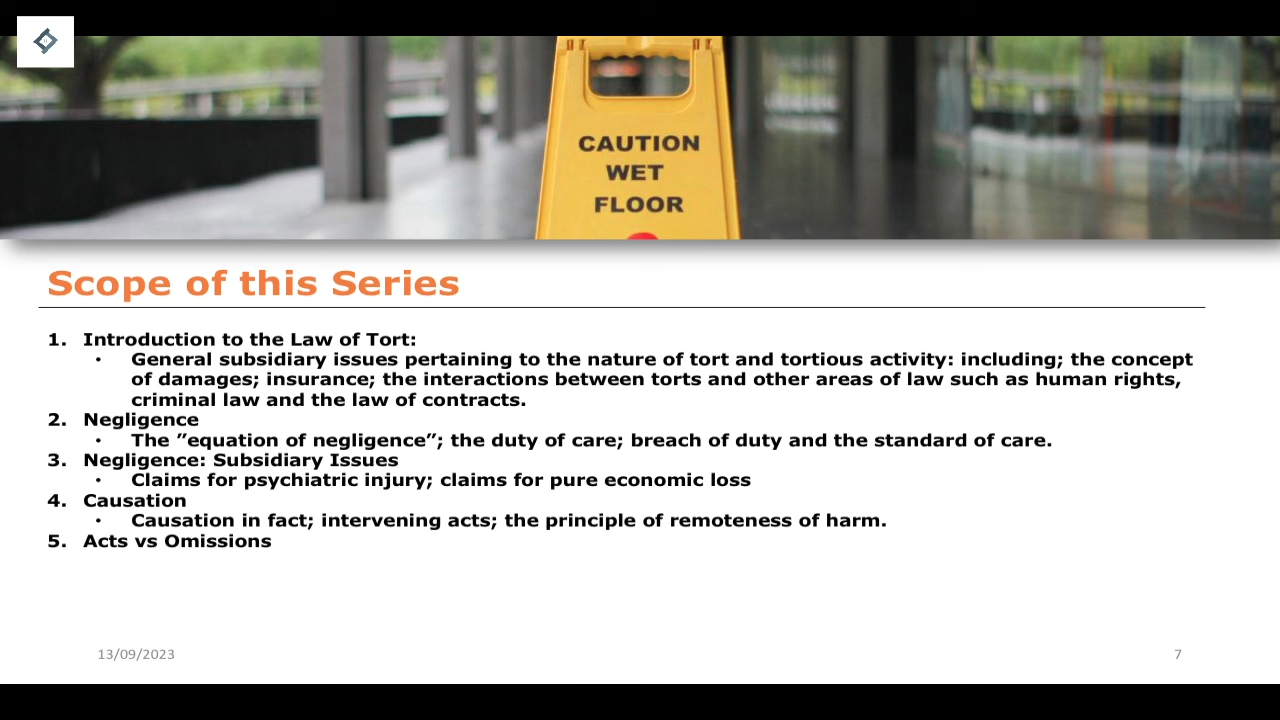 CAUTION
WET
FLOOR
Scope of this Series
1. Introduction to the Law of Tort:
• General subsidiary issues pertaining to the nature of tort and tortious activity: including; the concept
of damages; insurance; the interactions between torts and other areas of law such as human rights,
criminal law and the law of contracts.
2. Negligence
• The ”equation of negligence”; the duty of care; breach of duty and the standard of care.
3. Negligence: Subsidiary Issues
• Claims for psychiatric injury; claims for pure economic loss
4. Causation
• Causation in fact; intervening acts; the principle of remoteness of harm.
5. Acts vs Omissions
13/09/2023
7